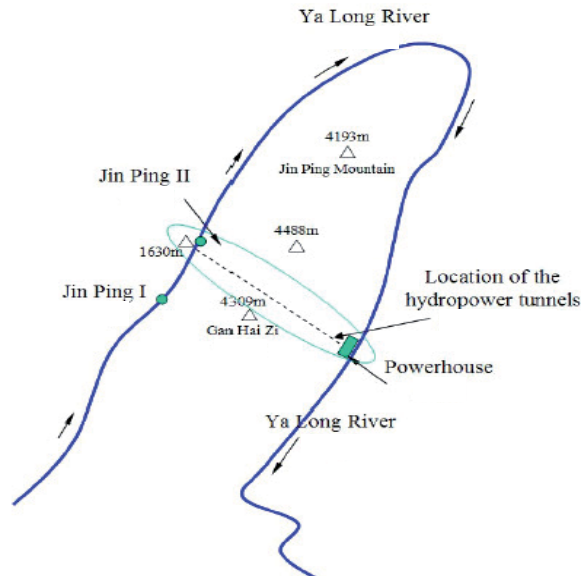 Ya Long River
4193m
Jin Ping Mountain
Jin Ping II
4488m
1630m
Location of the
hydropower tunnels
Jin Ping I
4309m
Gan Hai Zi
Powerhouse
Ya Long River